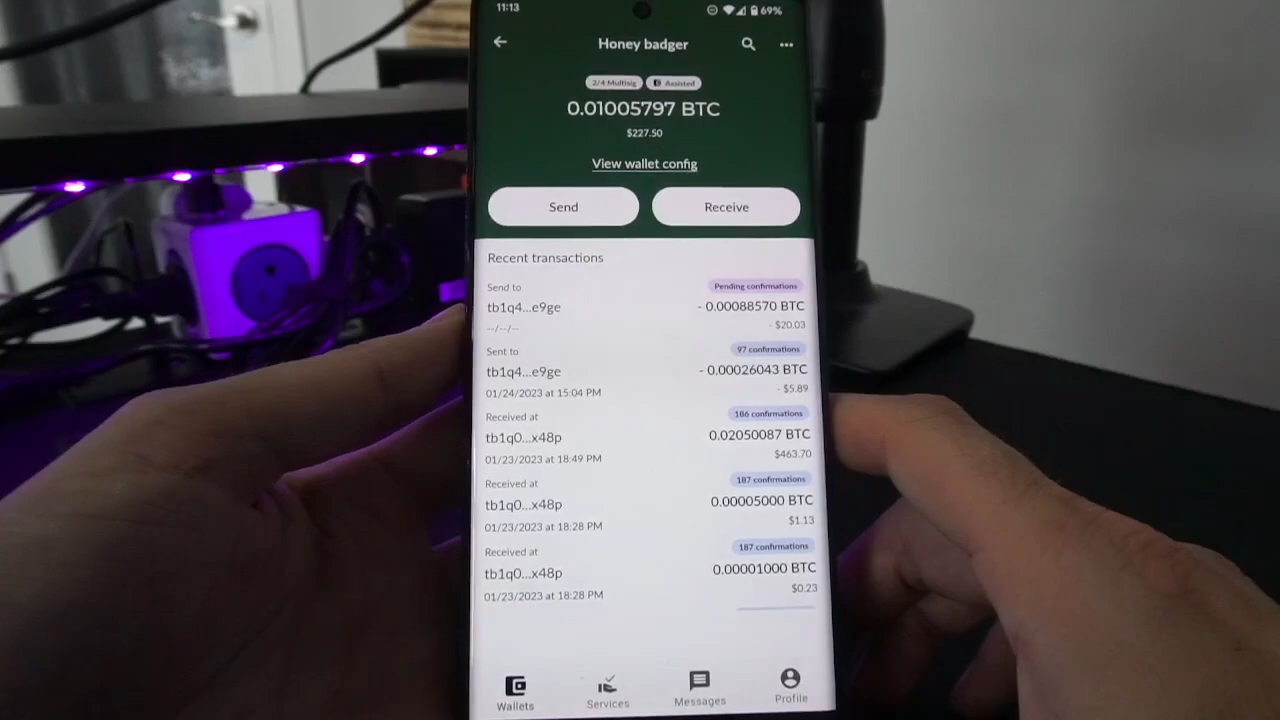 11:13
69%
Honey badger
2/4 Multisig Assisted
0.01005797 BTC
$227.50
View wallet config
Send Receive
Recent transactions
Send to Pending confirmations
tb1q4...e9ge - 0.00088570 BTC
--/--/-- - $20.03
Sent to 97 confirmations
tb1q4...e9ge - 0.00026043 BTC
01/24/2023 at 15:04 PM - $5.89
Received at 186 confirmations
tb1q0...x48p 0.02050087 BTC
01/23/2023 at 18:49 PM $463.70
Received at 187 confirmations
tb1q0...x48p 0.00005000 BTC
01/23/2023 at 18:28 PM $1.13
Received at 187 confirmations
tb1q0...x48p 0.00001000 BTC
01/23/2023 at 18:28 PM $0.23
Wallets Services Messages Profile